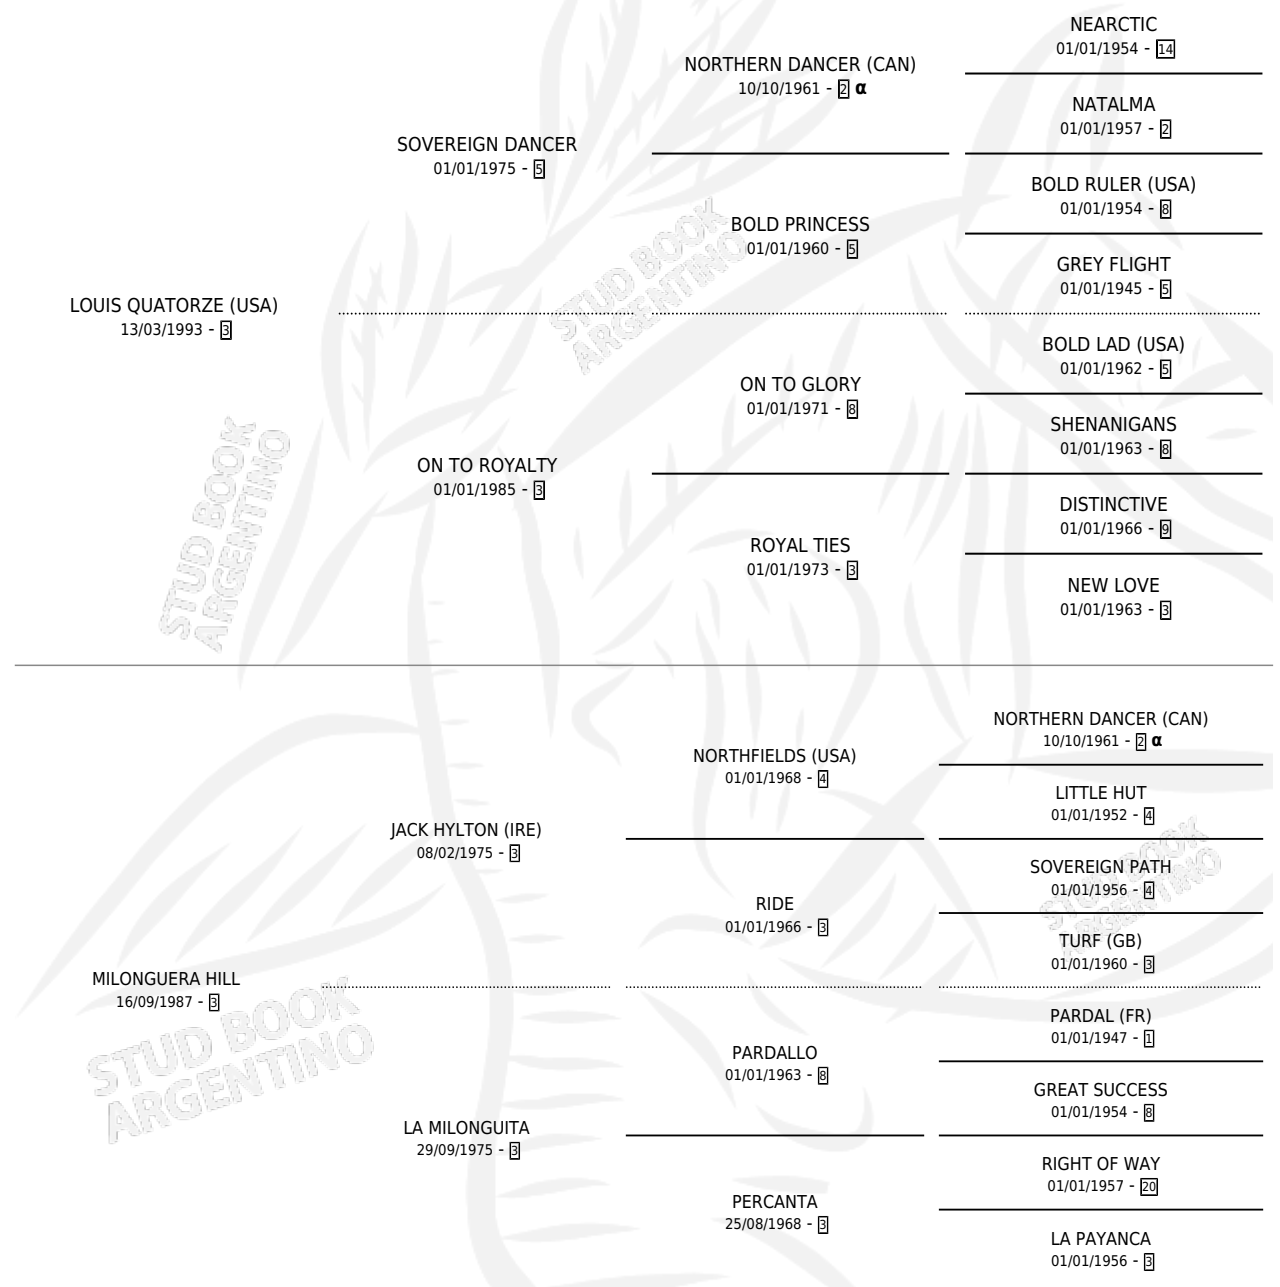 NEARCTIC
01/01/1954 - 14
NORTHERN DANCER (CAN)
10/10/1961 - 2 α
NATALMA
01/01/1957 - 2
SOVEREIGN DANCER
01/01/1975 - 5
BOLD RULER (USA)
01/01/1954 - 8
BOLD PRINCESS
01/01/1960 - 5
GREY FLIGHT
01/01/1945 - 5
STUD BOOK
ARGENTINO
LOUIS QUATORZE (USA)
13/03/1993 - 3
BOLD LAD (USA)
01/01/1962 - 5
ON TO GLORY
01/01/1971 - 8
SHENANIGANS
01/01/1963 - 8
STUD BOOK
ARGENTINO
ON TO ROYALTY
01/01/1985 - 3
DISTINCTIVE
01/01/1966 - 9
ROYAL TIES
01/01/1973 - 3
NEW LOVE
01/01/1963 - 3
NORTHERN DANCER (CAN)
10/10/1961 - 2 α
NORTHFIELDS (USA)
01/01/1968 - 4
LITTLE HUT
01/01/1952 - 4
JACK HYLTON (IRE)
08/02/1975 - 3
SOVEREIGN PATH
01/01/1956 - 4
STUD BOOK
ARGENTINO
RIDE
01/01/1966 - 3
TURF (GB)
01/01/1960 - 3
MILONGUERA HILL
16/09/1987 - 3
STUD BOOK
ARGENTINO
PARDAL (FR)
01/01/1947 - 1
PARDALLO
01/01/1963 - 8
GREAT SUCCESS
01/01/1954 - 8
LA MILONGUITA
29/09/1975 - 3
RIGHT OF WAY
01/01/1957 - 20
PERCANTA
25/08/1968 - 3
LA PAYANCA
01/01/1956 - 3